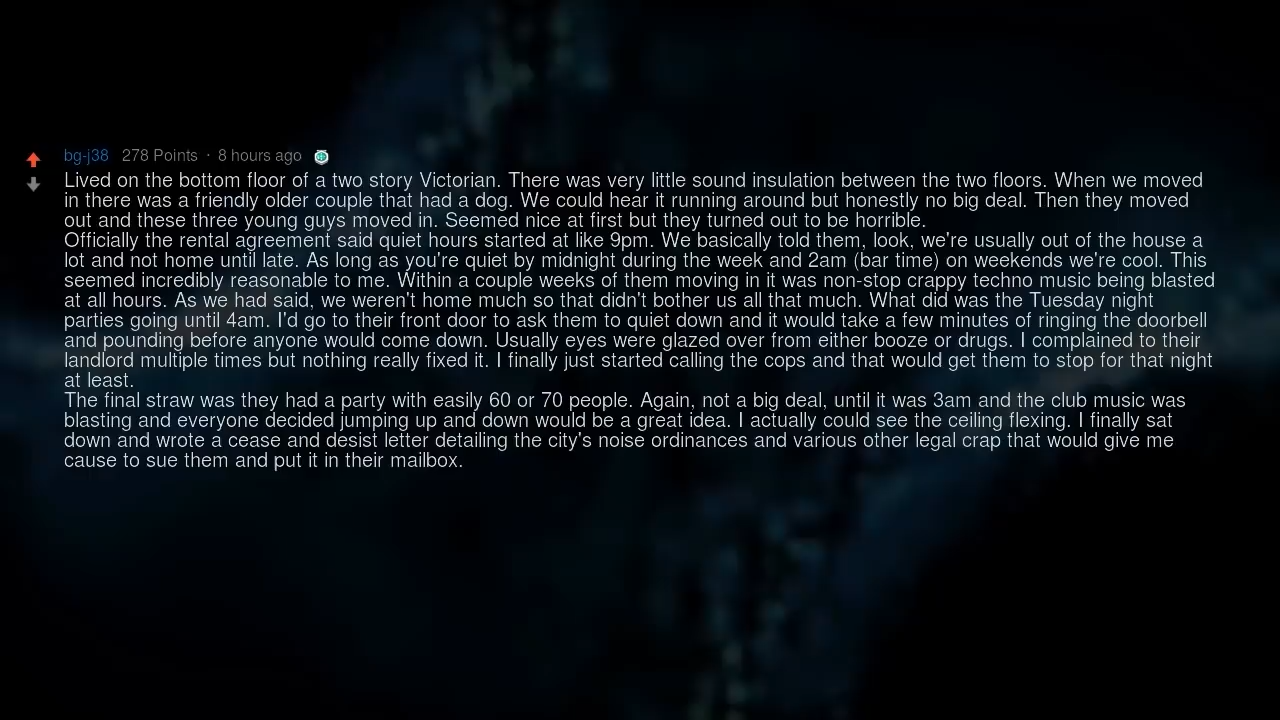 bg-j38 278 Points · 8 hours ago
Lived on the bottom floor of a two story Victorian. There was very little sound insulation between the two floors. When we moved
in there was a friendly older couple that had a dog. We could hear it running around but honestly no big deal. Then they moved
out and these three young guys moved in. Seemed nice at first but they turned out to be horrible.
Officially the rental agreement said quiet hours started at like 9pm. We basically told them, look, we're usually out of the house a
lot and not home until late. As long as you're quiet by midnight during the week and 2am (bar time) on weekends we're cool. This
seemed incredibly reasonable to me. Within a couple weeks of them moving in it was non-stop crappy techno music being blasted
at all hours. As we had said, we weren't home much so that didn't bother us all that much. What did was the Tuesday night
parties going until 4am. I'd go to their front door to ask them to quiet down and it would take a few minutes of ringing the doorbell
and pounding before anyone would come down. Usually eyes were glazed over from either booze or drugs. I complained to their
landlord multiple times but nothing really fixed it. I finally just started calling the cops and that would get them to stop for that night
at least.
The final straw was they had a party with easily 60 or 70 people. Again, not a big deal, until it was 3am and the club music was
blasting and everyone decided jumping up and down would be a great idea. I actually could see the ceiling flexing. I finally sat
down and wrote a cease and desist letter detailing the city's noise ordinances and various other legal crap that would give me
cause to sue them and put it in their mailbox.